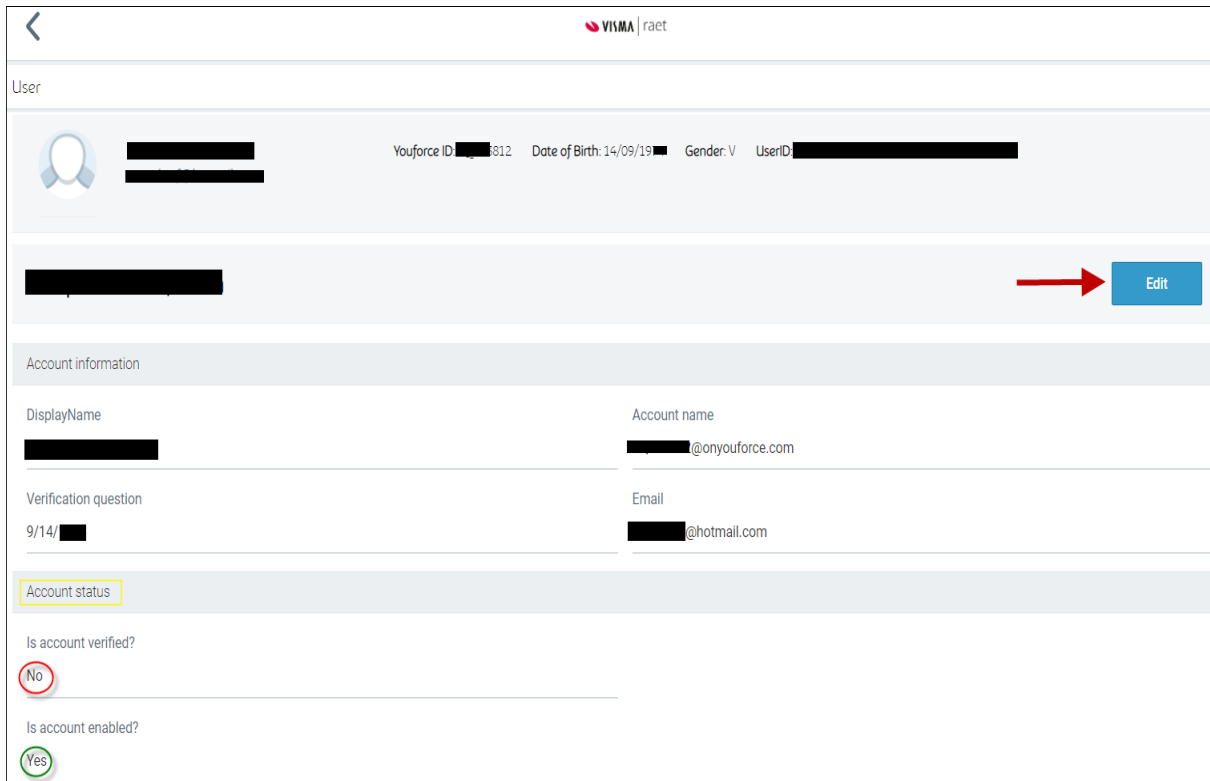 VISMA | raet
User
Youforce ID: 812 Date of Birth: 14/09/19 Gender: V UserID:
Edit
Account information
DisplayName
Account name
@onyouforce.com
Verification question
Email
9/14/
@hotmail.com
Account status
Is account verified?
No
Is account enabled?
Yes